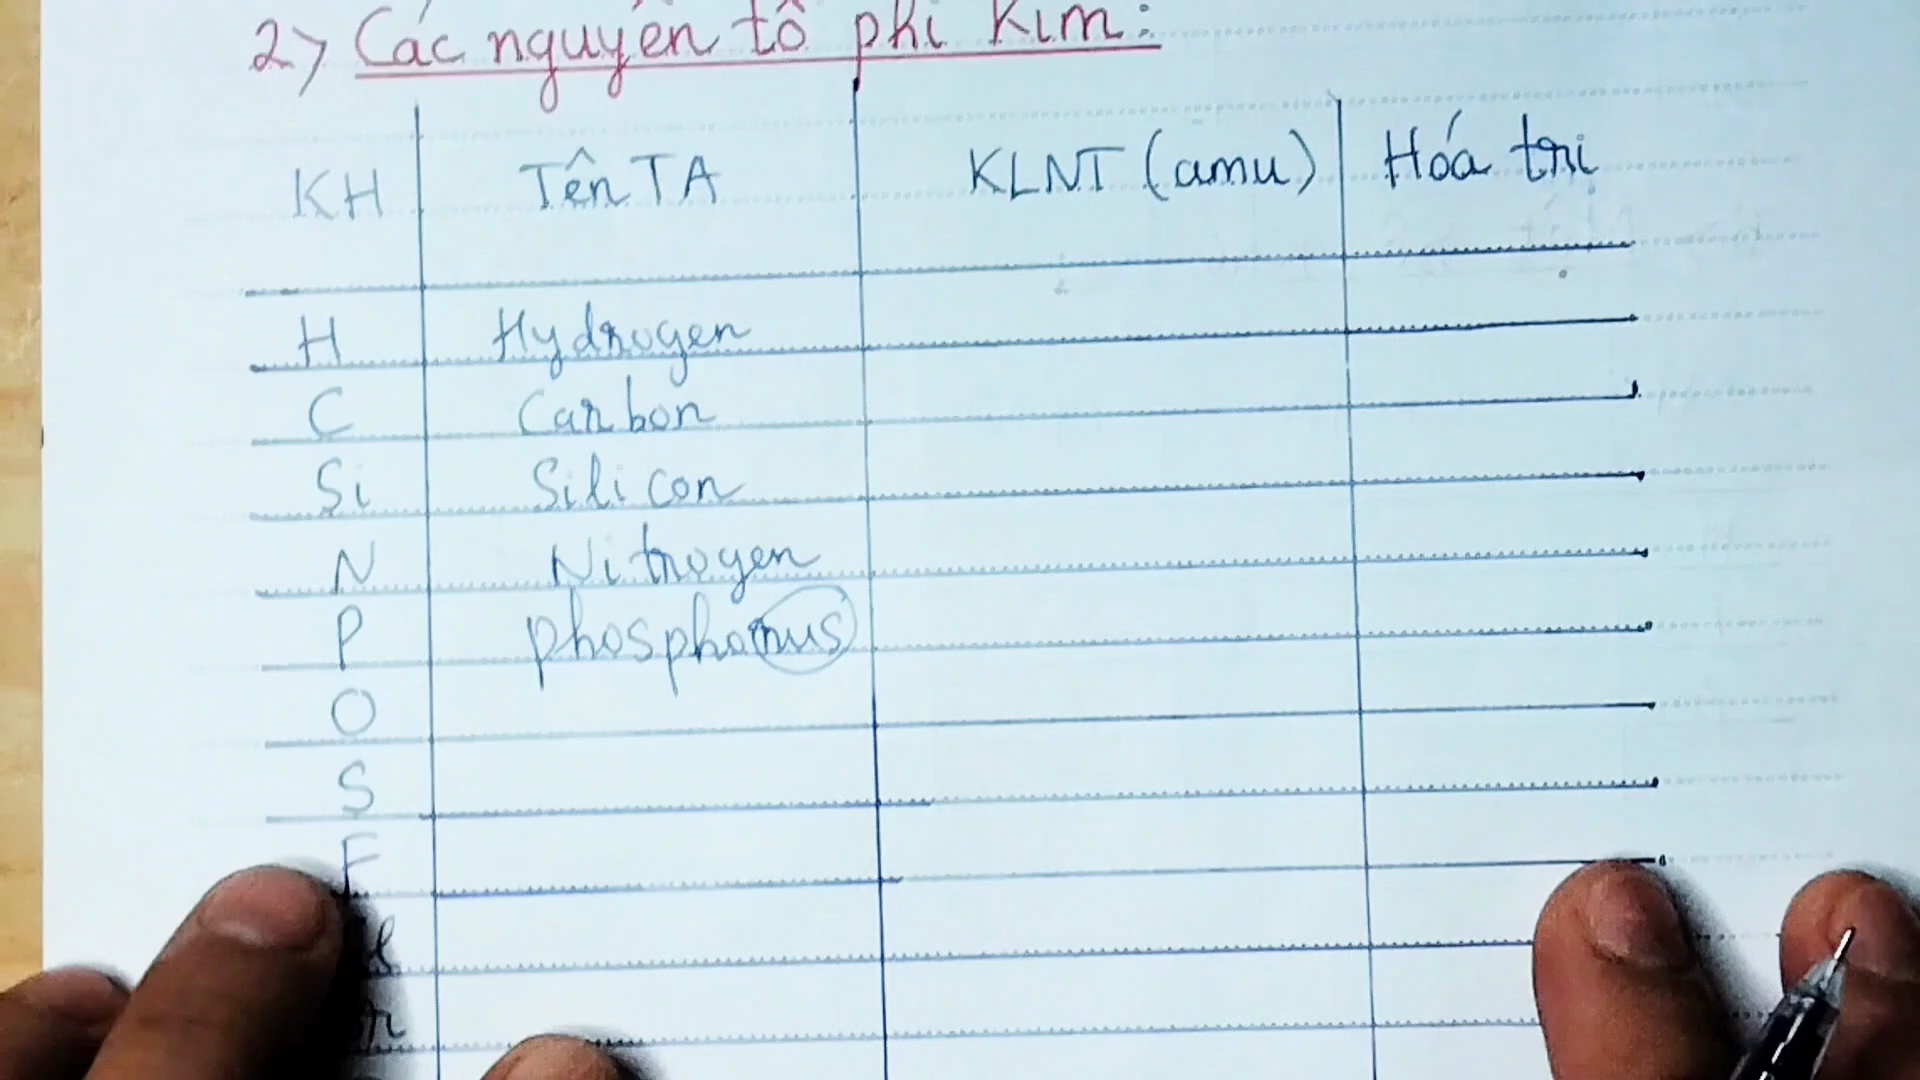 2) Các nguyên tố phi kim:
KH Tên TA KLNT (amu) Hóa trị
H Hydrogen
C Carbon
Si Silicon
N Nitrogen
P phosphorus
O
S
F